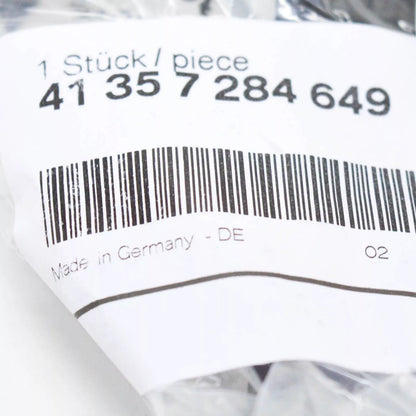 1 Stück / piece
41 35 7 284 649
Made in Germany - DE 02